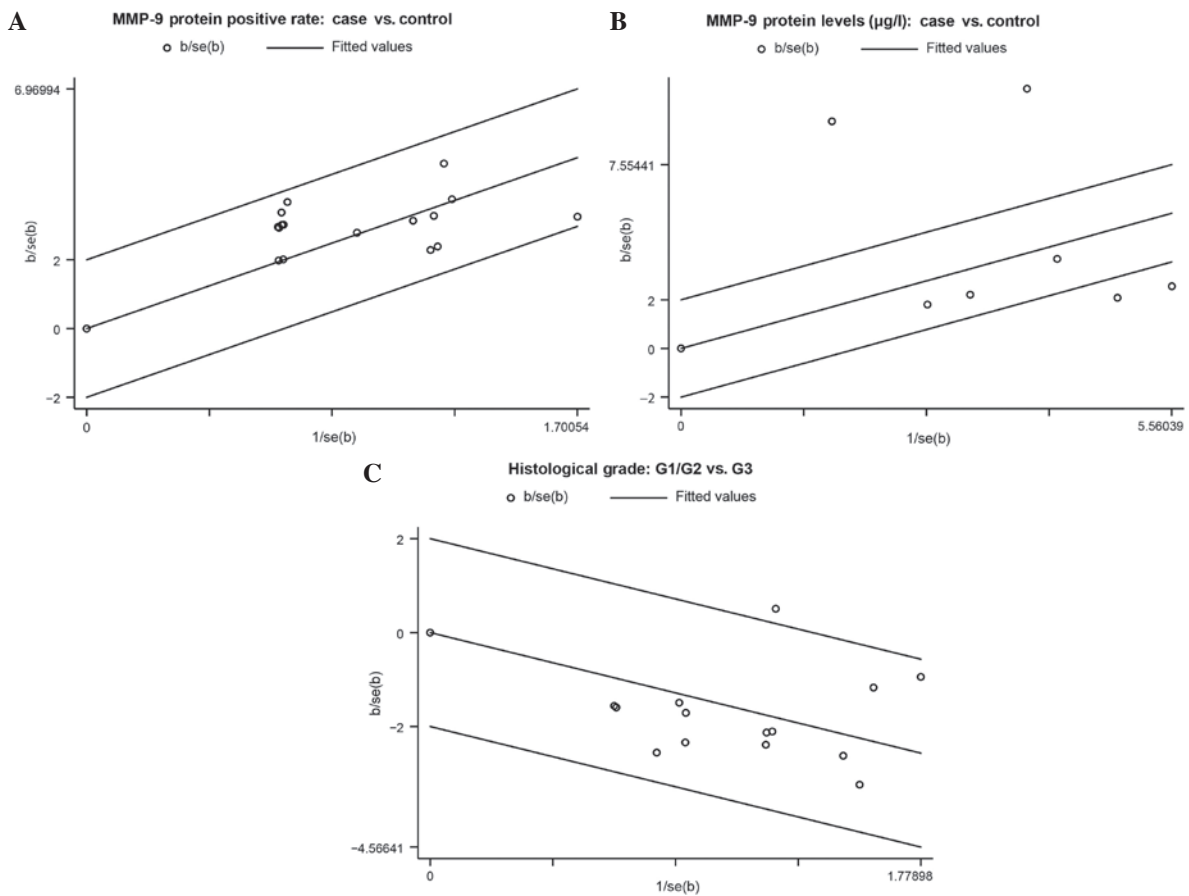 A
MMP-9 protein positive rate: case vs. control
b/se(b) Fitted values
6.96994
2
0
−2
b/se(b)
0
1.70054
1/se(b)
B
MMP-9 protein levels (µg/l): case vs. control
b/se(b) Fitted values
7.55441
2
0
−2
b/se(b)
0
5.56039
1/se(b)
C
Histological grade: G1/G2 vs. G3
b/se(b) Fitted values
2
0
−2
−4.56641
b/se(b)
0
1.77898
1/se(b)